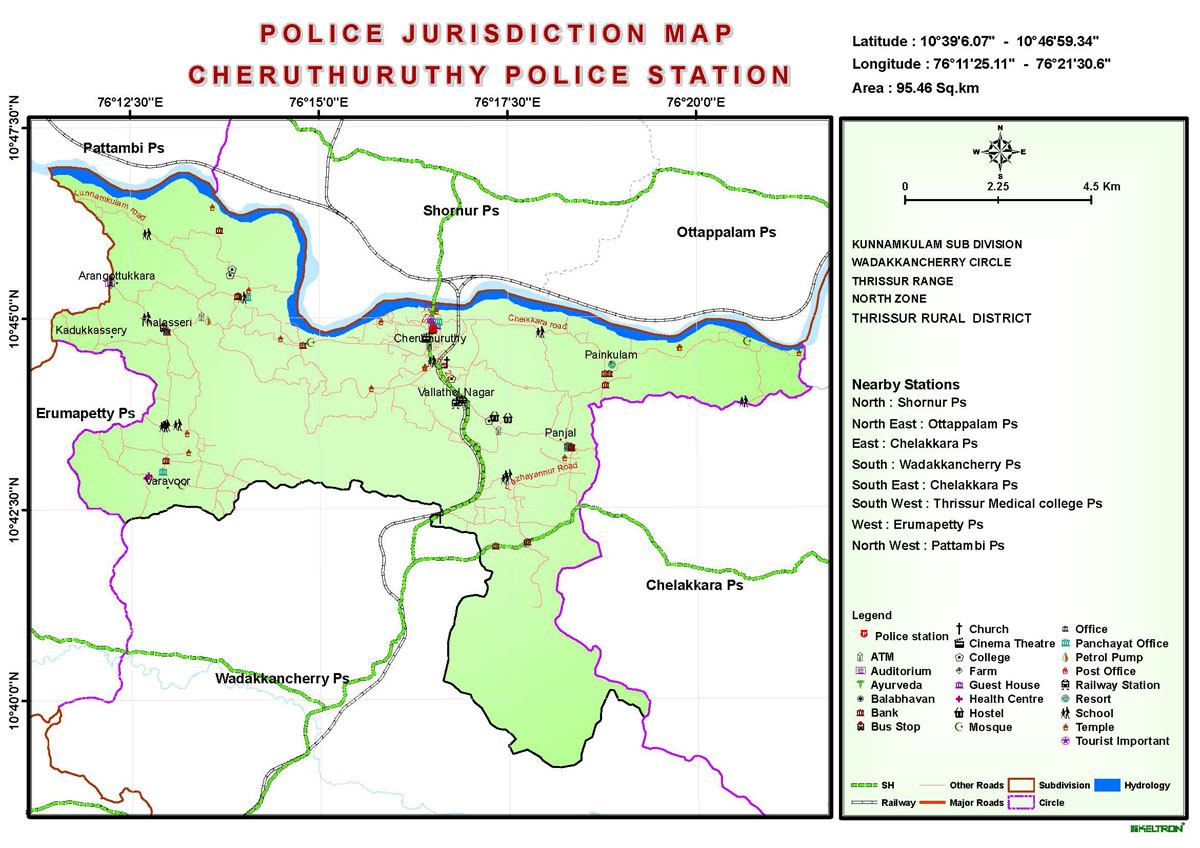 POLICE JURISDICTION MAP
CHERUTHURUTHY POLICE STATION
Latitude : 10°39'6.07" - 10°46'59.34"
Longitude : 76°11'25.11" - 76°21'30.6"
Area : 95.46 Sq.km
76°12'30"E
76°15'0"E
76°17'30"E
76°20'0"E
10°47'30"N
10°45'0"N
10°42'30"N
10°40'0"N
Pattambi Ps
Shornur Ps
Ottappalam Ps
Kunnamkulam road
Arangottukkara
Thalasseri
Kadukkassery
Chelkkara road
Cheruthuruthy
Painkulam
Vallathol Nagar
Erumapetty Ps
Panjal
Pazhayannur Road
Varavoor
Chelakkara Ps
Wadakkancherry Ps
N
W
E
S
0
2.25
4.5 Km
KUNNAMKULAM SUB DIVISION
WADAKKANCHERRY CIRCLE
THRISSUR RANGE
NORTH ZONE
THRISSUR RURAL DISTRICT
Nearby Stations
North : Shornur Ps
North East : Ottappalam Ps
East : Chelakkara Ps
South : Wadakkancherry Ps
South East : Chelakkara Ps
South West : Thrissur Medical college Ps
West : Erumapetty Ps
North West : Pattambi Ps
Legend
Police station
ATM
Auditorium
Ayurveda
Balabhavan
Bank
Bus Stop
Church
Cinema Theatre
College
Farm
Guest House
Health Centre
Hostel
Mosque
Office
Panchayat Office
Petrol Pump
Post Office
Railway Station
Resort
School
Temple
Tourist Important
SH
Other Roads
Subdivision
Hydrology
Railway
Major Roads
Circle
KELTRON